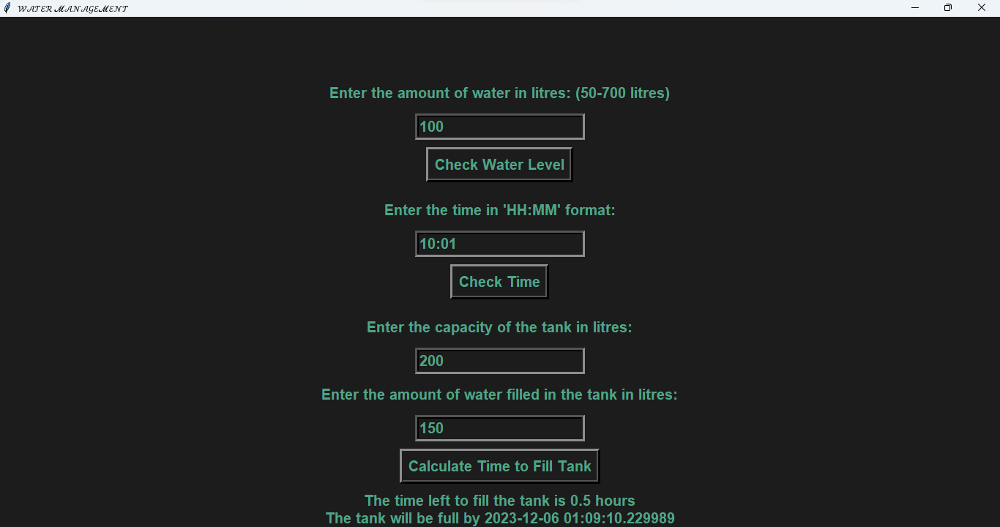 WATER MANAGEMENT
Enter the amount of water in litres: (50-700 litres)
100
Check Water Level
Enter the time in 'HH:MM' format:
10:01
Check Time
Enter the capacity of the tank in litres:
200
Enter the amount of water filled in the tank in litres:
150
Calculate Time to Fill Tank
The time left to fill the tank is 0.5 hours
The tank will be full by 2023-12-06 01:09:10.229989